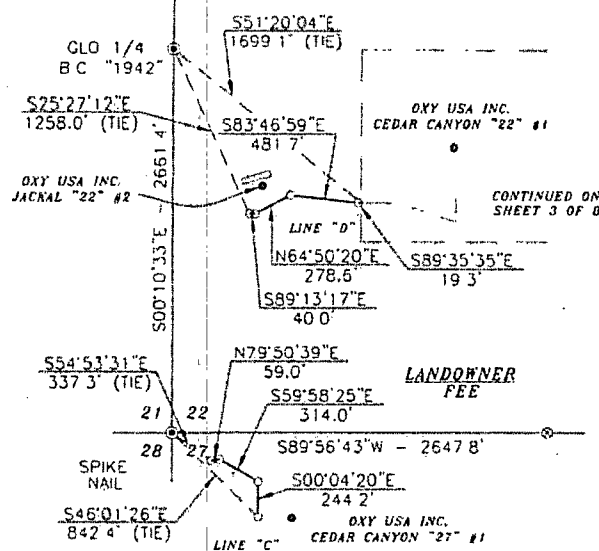 S51°20'04"E
1699 1' (TIE)
GLO 1/4
B C "1942"
S25°27'12"E
1258.0' (TIE)
S83°46'59"E
481 7'
OXY USA INC.
CEDAR CANYON "22" #1
OXY USA INC.
JACKAL "22" #2
S00°10'33"E - 2661 4'
CONTINUED ON
SHEET 3 OF
LINE "D"
N64°50'20"E
278.6'
S89°35'35"E
19 3'
S89°13'17"E
40 0'
S54°53'31"E
337 3' (TIE)
N79°50'39"E
59.0'
S59°58'25"E
314.0'
LANDOWNER
FEE
21 22
28 27
S89°56'43"W - 2647 8'
SPIKE
NAIL
S00°04'20"E
244 2'
S46°01'26"E
842 4' (TIE)
LINE "C"
OXY USA INC.
CEDAR CANYON "27" #1